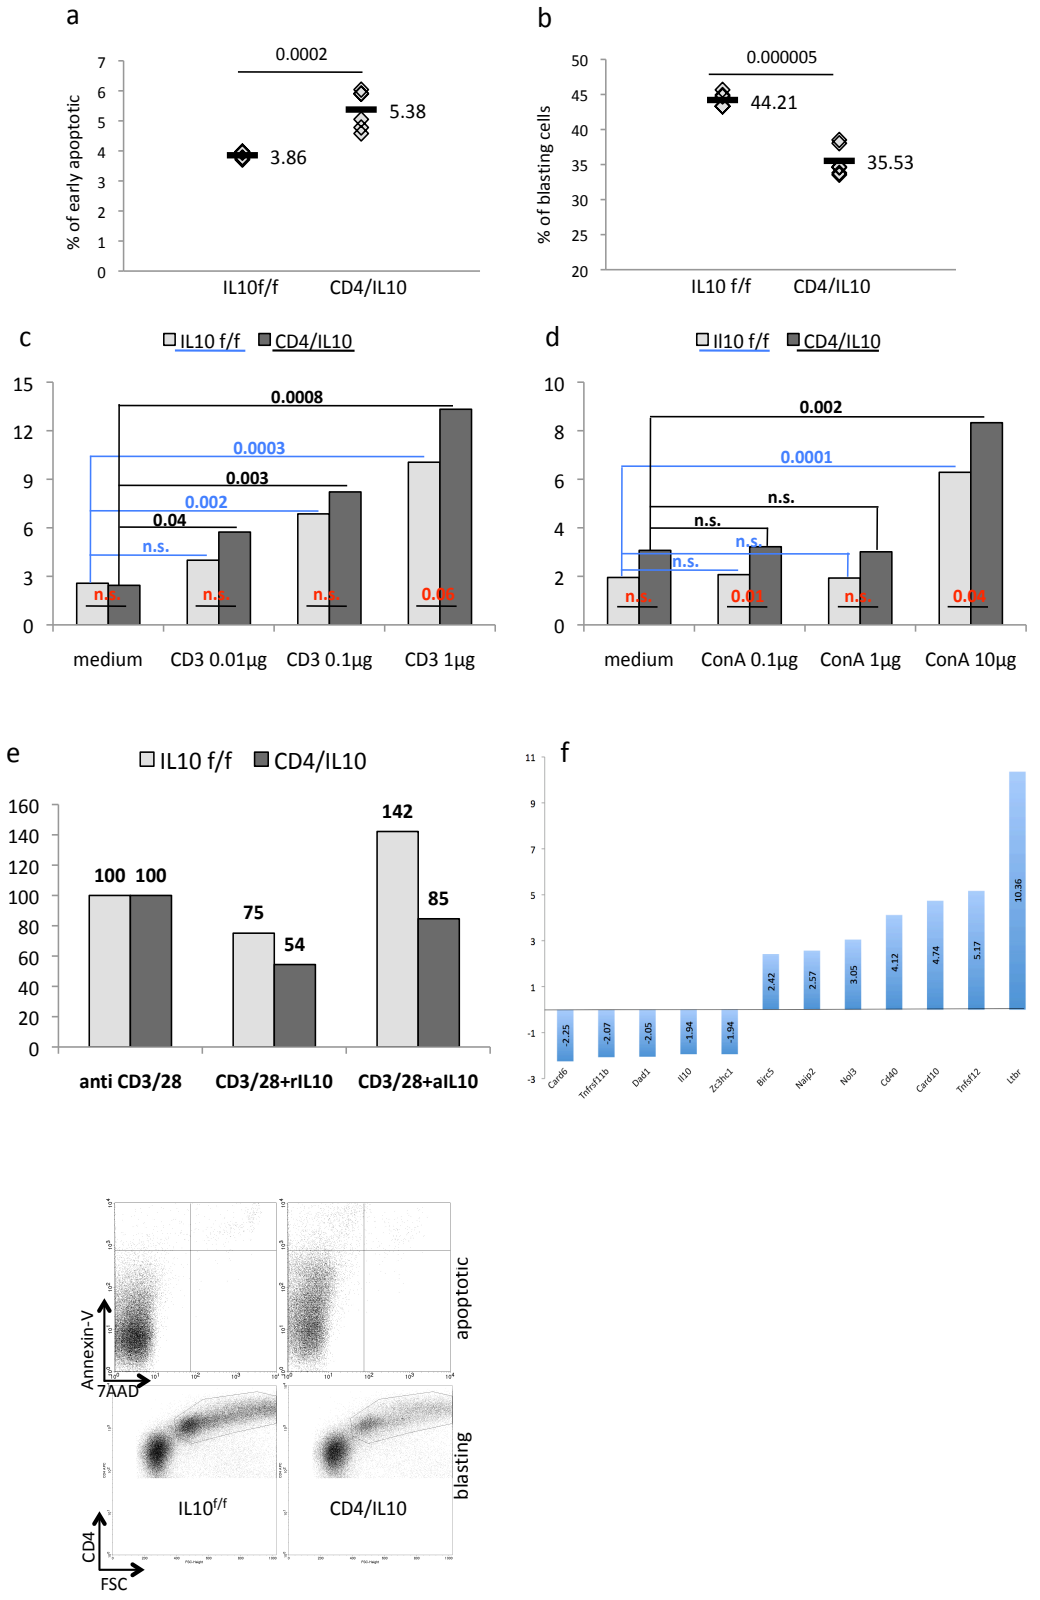 a
0.0002
7
6
5
4
3
2
1
0
% of early apoptotic
5.38
3.86
IL10f/f CD4/IL10
b
0.000005
50
45
40
35
30
25
20
% of blasting cells
44.21
35.53
IL10 f/f CD4/IL10
c
IL10 f/f CD4/IL10
15
12
9
6
3
0
0.0008
0.0003
0.003
0.002
0.04
n.s.
n.s. n.s. n.s. 0.06
medium CD3 0.01µg CD3 0.1µg CD3 1µg
d
Il10 f/f CD4/IL10
10
8
6
4
2
0
0.002
0.0001
n.s.
n.s.
n.s.
n.s.
n.s. 0.01 n.s. 0.04
medium ConA 0.1µg ConA 1µg ConA 10µg
e
IL10 f/f CD4/IL10
160
140
120
100
80
60
40
20
0
100 100
75
54
142
85
anti CD3/28 CD3/28+rIL10 CD3/28+aIL10
f
11
9
7
5
3
1
-1
-3
-2.25 -2.07 -2.05 -1.94 -1.94 2.42 2.57 3.05 4.12 4.74 5.17 10.36
Card6 Tnfrsf11b Dad1 Il10 Zc3hc1 Birc5 Naip2 Nol3 Cd40 Card10 Tnfsf12 Ltbr
Annexin-V
7AAD
apoptotic
blasting
IL10f/f CD4/IL10
CD4
FSC